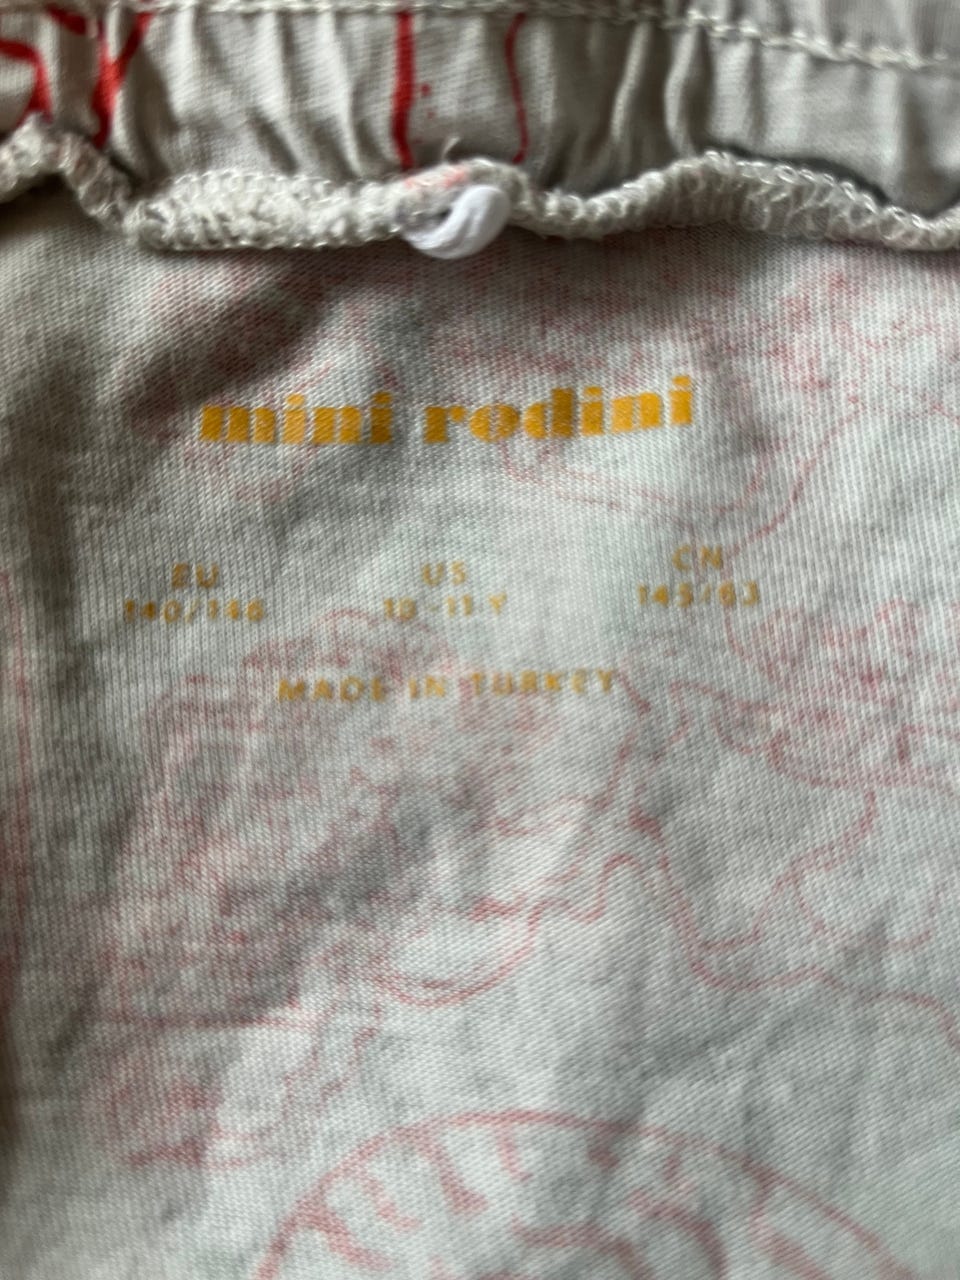 mini rodini
EU US CN
140/146 10-11 Y 145/63
MADE IN TURKEY